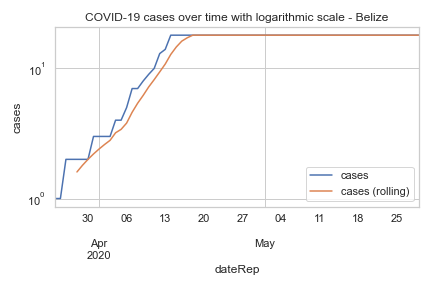 COVID-19 cases over time with logarithmic scale - Belize
cases
10¹
10⁰
cases
cases (rolling)
30 06 13 20 27 04 11 18 25
Apr May
2020
dateRep